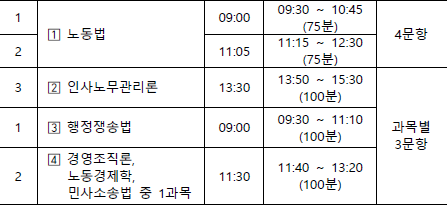 1 1 노동법 09:00 09:30 ~ 10:45 (75분) 4문항
2 11:05 11:15 ~ 12:30 (75분)
3 2 인사노무관리론 13:30 13:50 ~ 15:30 (100분) 과목별 3문항
1 3 행정쟁송법 09:00 09:30 ~ 11:10 (100분)
2 4 경영조직론, 11:30 11:40 ~ 13:20 (100분)
노동경제학,
민사소송법 중 1과목